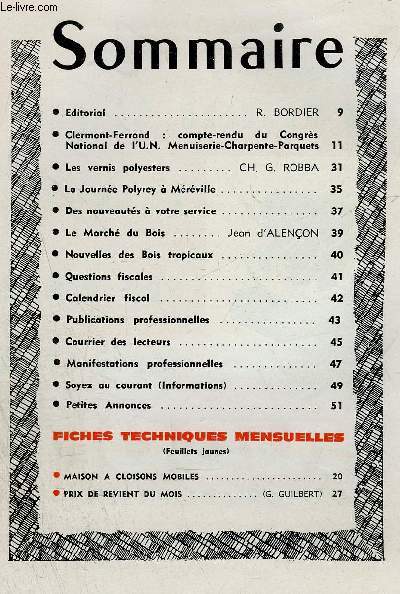 Le-livre.com
Sommaire
• Editorial ...................... R. BORDIER 9
• Clermont-Ferrand : compte-rendu du Congrès
National de l'U.N. Menuiserie-Charpente-Parquets 11
• Les vernis polyesters ......... CH. G. ROBBA 31
• La Journée Polyrey à Méréville ................. 35
• Des nouveautés à votre service ................ 37
• Le Marché du Bois ....... Jean d'ALENÇON 39
• Nouvelles des Bois tropicaux .................. 40
• Questions fiscales ........................... 41
• Calendrier fiscal ............................ 42
• Publications professionnelles .................. 43
• Courrier des lecteurs ......................... 45
• Manifestations professionnelles ................ 47
• Soyez au courant (Informations) ............... 49
• Petites Annonces ............................ 51
FICHES TECHNIQUES MENSUELLES
(Feuillets jaunes)
• MAISON A CLOISONS MOBILES .................. 20
• PRIX DE REVIENT DU MOIS ............ (G. GUILBERT) 27